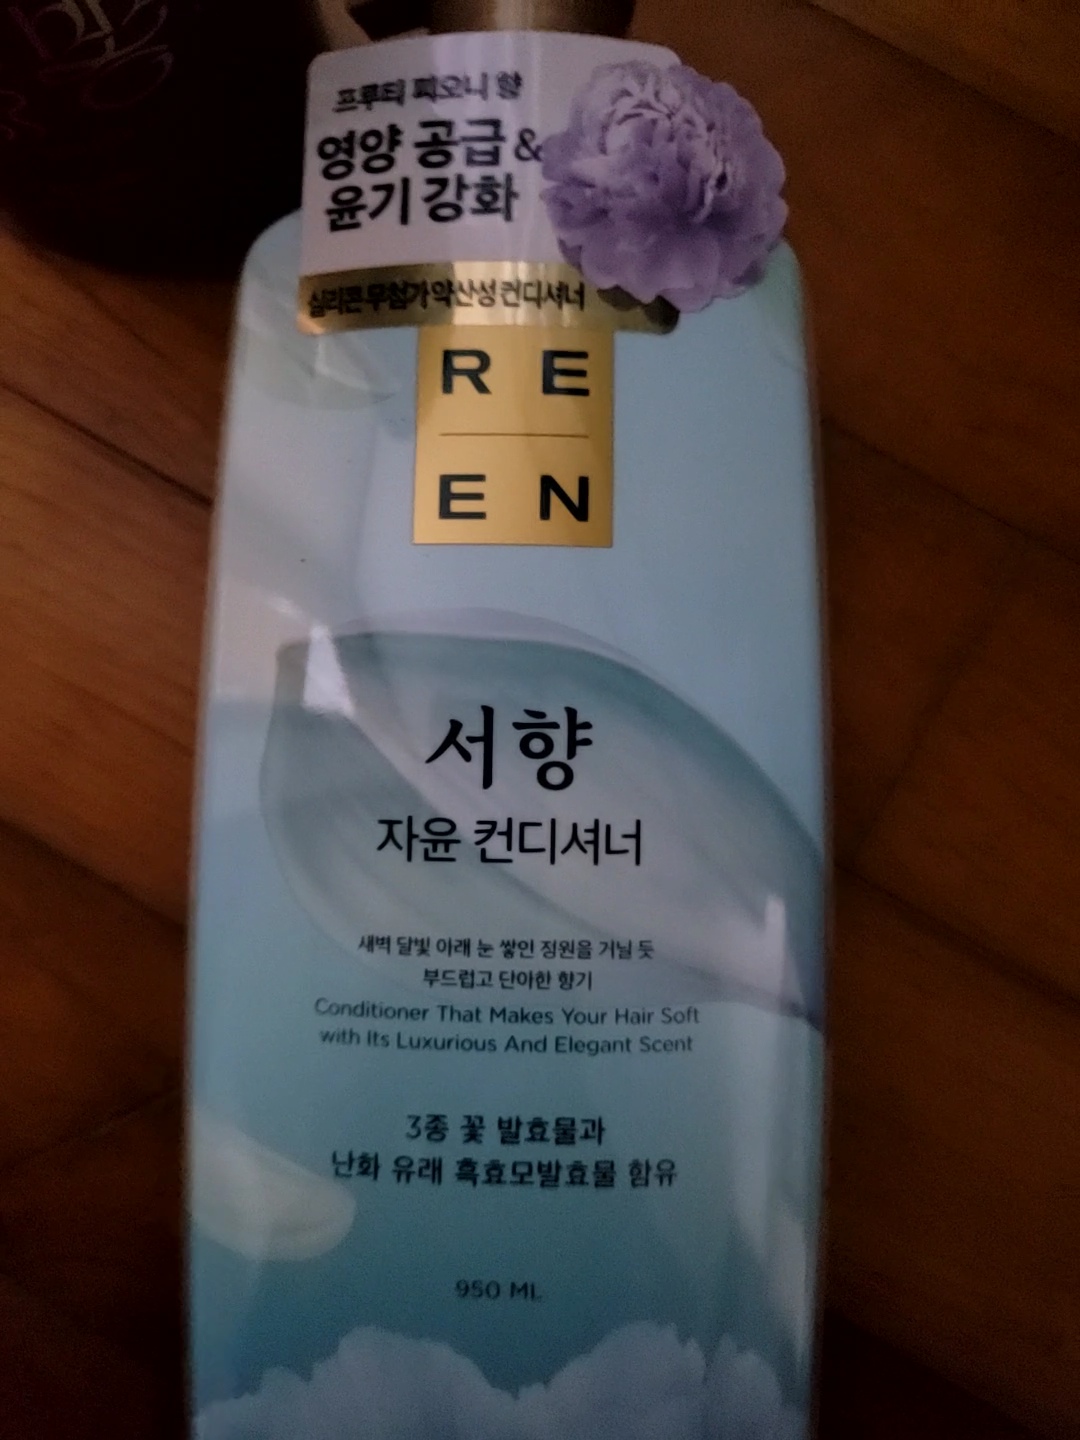 프루티 피오니 향
영양 공급 &
윤기 강화
실리콘 무첨가 약산성 컨디셔너
R E
E N
서향
자윤 컨디셔너
새벽 달빛 아래 눈 쌓인 정원을 거닐 듯
부드럽고 단아한 향기
Conditioner That Makes Your Hair Soft
with Its Luxurious And Elegant Scent
3종 꽃 발효물과
난화 유래 흑효모발효물 함유
950 ML